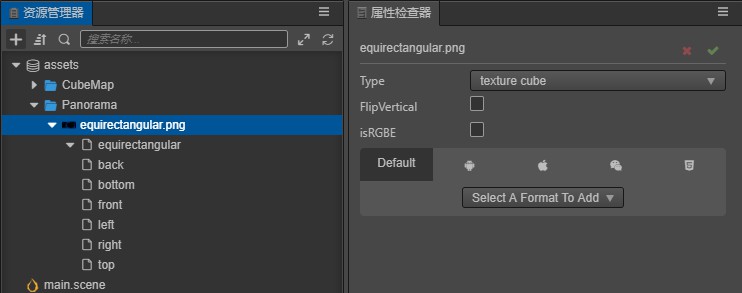 资源管理器
搜索名称...
assets
CubeMap
Panorama
equirectangular.png
equirectangular
back
bottom
front
left
right
top
main.scene
属性检查器
equirectangular.png
Type texture cube
FlipVertical
isRGBE
Default
Select A Format To Add